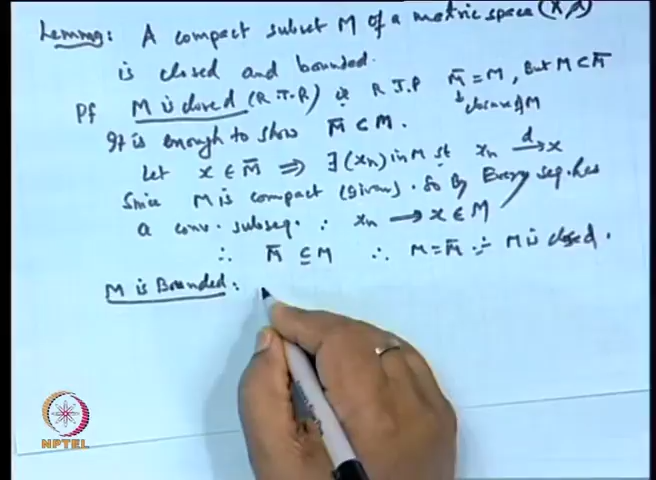 Lemma: A compact subset M of a metric space (X, d)
is closed and bounded.
Pf M is closed (R.T.P) ie R.T.P M̄ = M, But M ⊂ M̄
↓ closure of M
It is enough to show M̄ ⊂ M.
Let x ∈ M̄ ⇒ ∃ (xₙ) in M st xₙ →ᵈ x
Since M is compact (given). So By Every seq. has
a conv. subseq. ∴ xₙ → x ∈ M
∴ M̄ ⊆ M ∴ M = M̄ ∴ M is closed.
M is Bounded:
NPTEL